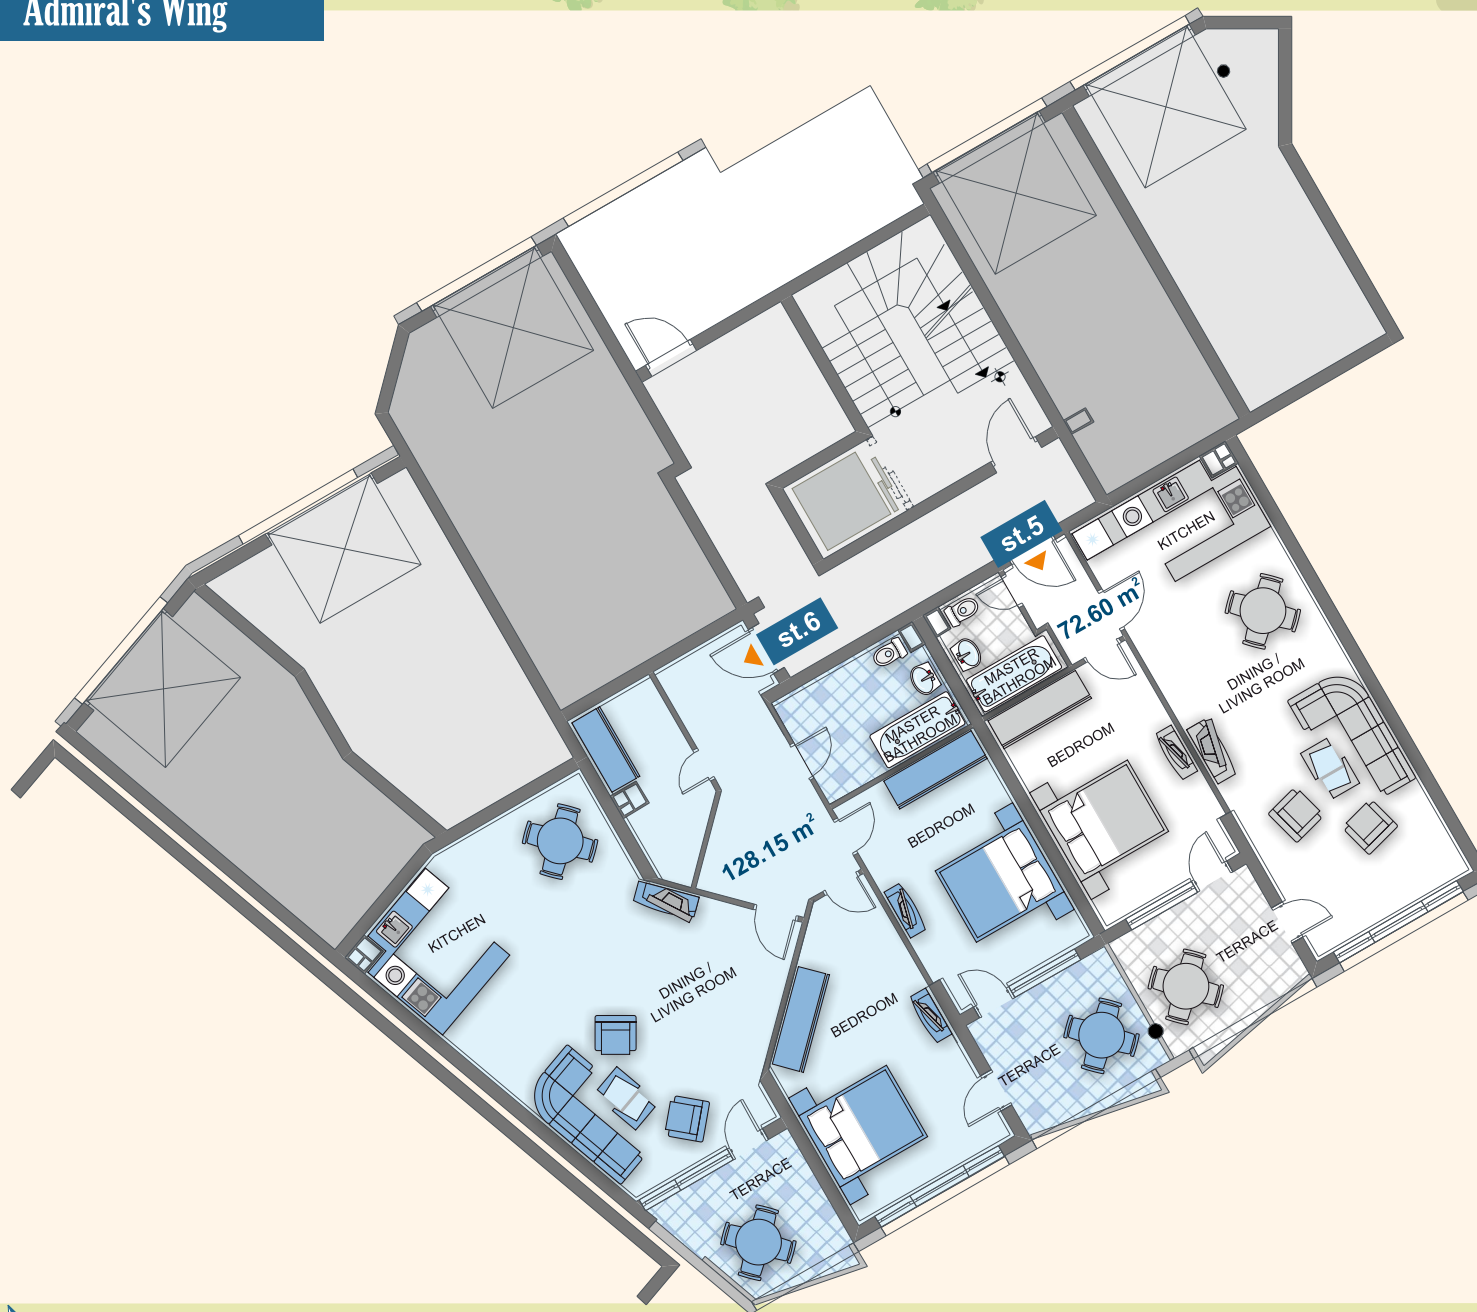 Admiral's Wing
st.5
KITCHEN
72.60 m²
st.6
MASTER
BATHROOM
DINING /
LIVING ROOM
MASTER
BATHROOM
BEDROOM
BEDROOM
128.15 m²
KITCHEN
TERRACE
DINING /
LIVING ROOM
BEDROOM
TERRACE
TERRACE